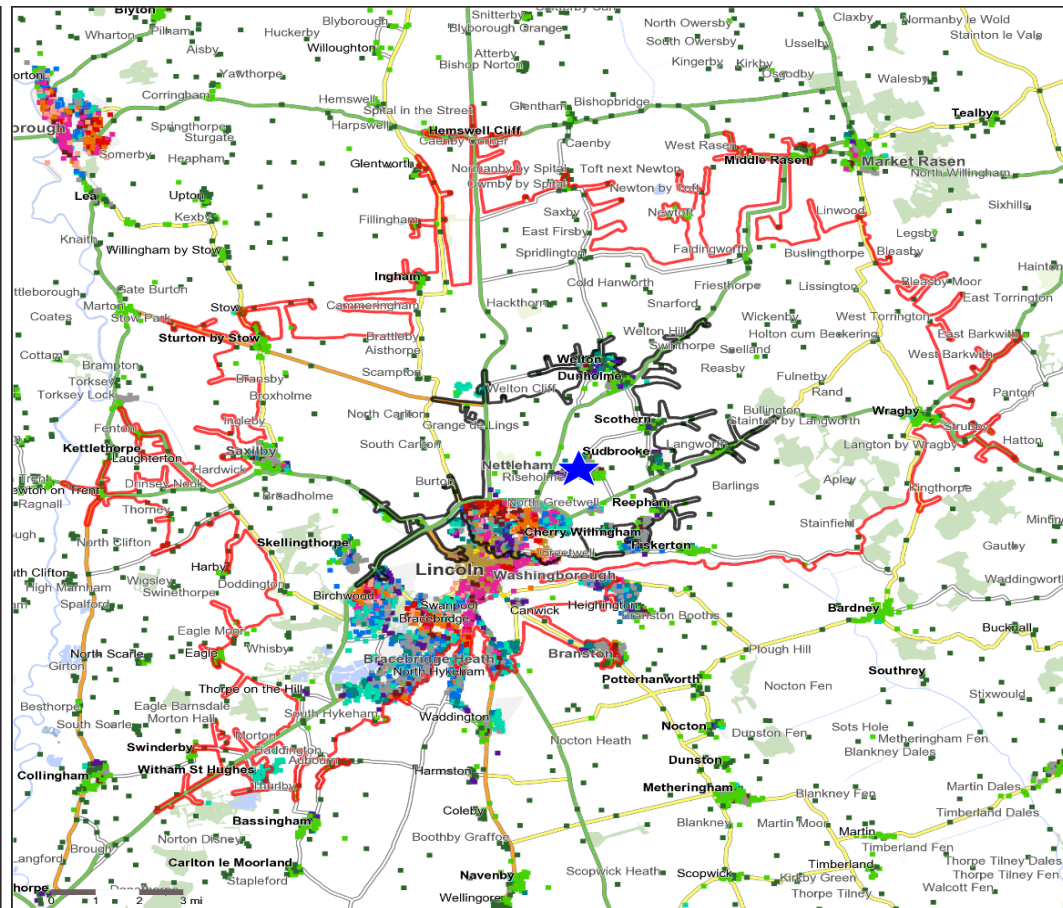 Blyton
Pilham
Wharton
Aisby
Huckerby
Blyborough
Willoughton
Snitterby
Blyborough Grange
Atterby
Bishop Norton
North Owersby
South Owersby
Kingerby
Kirkby
Osgodby
Usselby
Claxby
Normanby le Wold
Stanton le Vale
Walesby
Yawthorpe
Corringham
Hemswell
Spital in the Street
Harpswell
Glentham
Bishopbridge
Tealby
Springthorpe
Sturgate
Somerby
Heapham
Hemswell Cliff
Caenby Corner
Caenby
West Rasen
Middle Rasen
Market Rasen
North Willingham
Glentworth
Normanby by Spital
Owmby by Spital
Toft next Newton
Newton by Toft
Lea
Upton
Kexby
Saxby
Newtoft
Linwood
Sixhills
Legsby
Knaith
Willingham by Stow
Fillingham
East Firsby
Spridlington
Faldingworth
Buslingthorpe
Bleasby
Ingham
Cold Hanworth
Friesthorpe
Lissington
Bleasby Moor
Hainton
East Torrington
Gate Burton
Marton
Stow Park
Stow
Cammeringham
Hackthorn
Snarford
Wickenby
West Torrington
Coates
Sturton by Stow
Brattleby
Aisthorpe
Welton Hill
Swinthorpe
Holton cum Beckering
Snelland
East Barkwith
West Barkwith
Cottam
Brampton
Torksey
Torksey Lock
Bransby
Broxholme
Scampton
Welton
Dunholme
Welton Cliff
Reasby
Fulnetby
Rand
Panton
Fenton
Ingleby
North Carlton
Grange de Lings
Scothern
Bullington
Stainton by Langworth
Wragby
Strubby
Kettlethorpe
Laughterton
Saxilby
South Carlton
Nettleham
Riseholme
Sudbrooke
Langworth
Langton by Wragby
Hatton
Hardwick
Drinsey Nook
Burton
Barlings
Apley
Kingthorpe
Ragnall
Thorney
Broadholme
North Greetwell
Reepham
Stainfield
North Clifton
Skellingthorpe
Cherry Willingham
Greetwell
Fiskerton
Gautby
Harby
Doddington
Lincoln
Washingborough
High Marnham
Wigsley
Swinethorpe
Birchwood
Spalford
Swanpool
Bracebridge
Canwick
Heighington
Branston Booths
Bardney
Bucknall
Eagle Moor
Whisby
Plough Hill
North Scarle
Girton
Eagle
Bracebridge Heath
North Hykeham
Branston
Potterhanworth
Southrey
Stixwould
Besthorpe
Eagle Barnsdale
Thorpe on the Hill
Nocton Fen
South Scarle
Morton Hall
South Hykeham
Waddington
Nocton
Dunston Fen
Sots Hole
Metheringham Fen
Blankney Dales
Morton
Swinderby
Haddington
Aubourn
Nocton Heath
Dunston
Collingham
Witham St Hughs
Thurlby
Harmston
Metheringham
Blankney Fen
Martin Dales
Timberland Dales
Bassingham
Coleby
Blankney
Martin Moor
Martin
Norton Disney
Boothby Graffoe
Timberland Fen
Brough
Carlton le Moorland
Stapleford
Navenby
Wellingore
Scopwick Heath
Scopwick
Timberland
Kirkby Green
Thorpe Tilney
Thorpe Tilney Dales
Thorpe Tilney Fen
Walcott Fen
0 1 2 3 mi